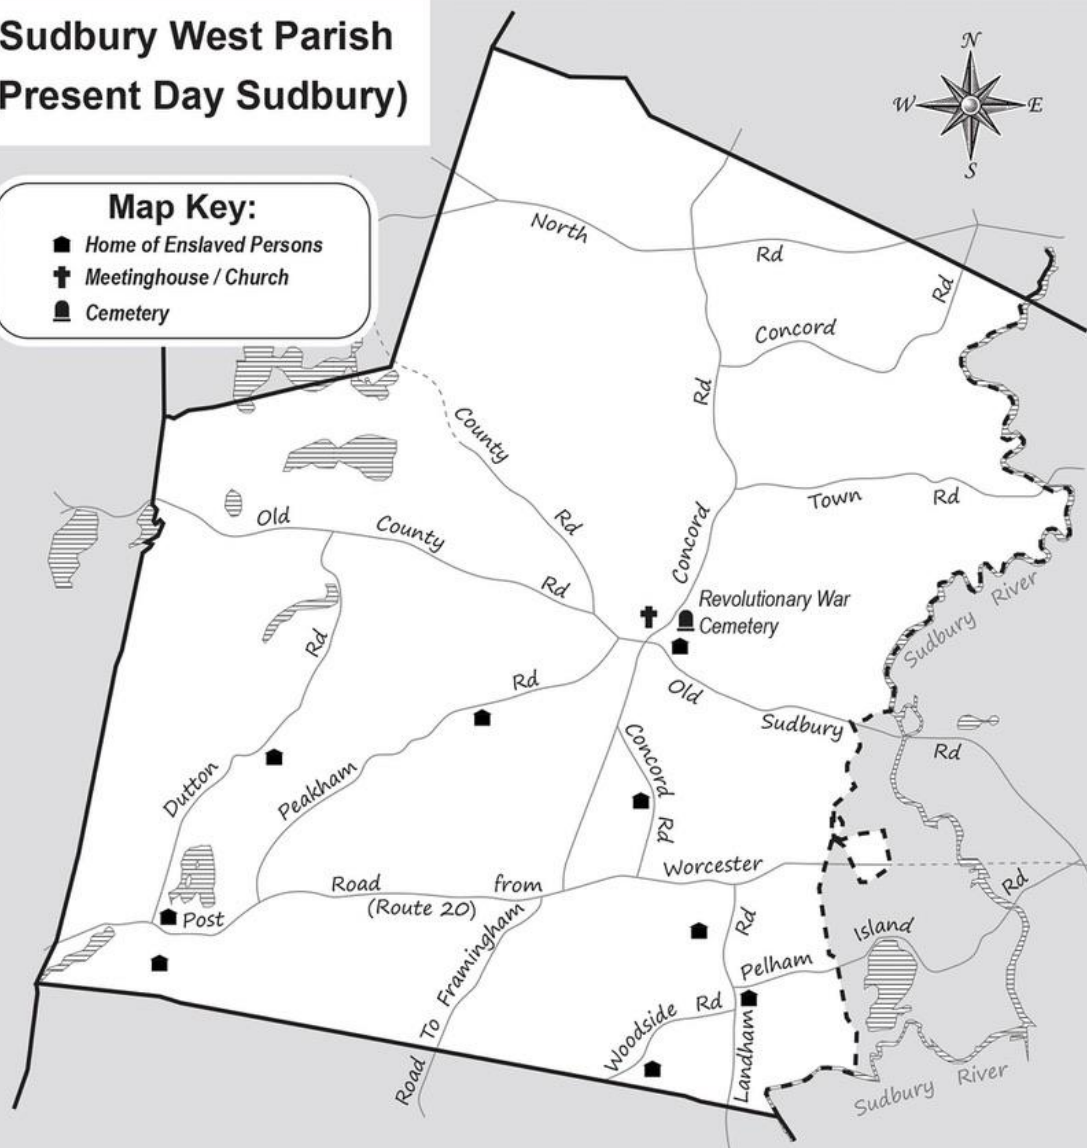 Sudbury West Parish
Present Day Sudbury)
N
W
E
S
Map Key:
Home of Enslaved Persons
Meetinghouse / Church
Cemetery
North
Rd
Rd
Concord
Rd
County
Rd
Old
County
Rd
Town
Rd
Concord
Revolutionary War
Cemetery
Sudbury
River
Rd
Rd
Old
Sudbury
Rd
Dutton
Peakham
Concord
Rd
Worcester
Road
from
(Route 20)
Post
Rd
Rd
Island
Pelham
Road To Framingham
Woodside
Rd
Landham
Sudbury
River